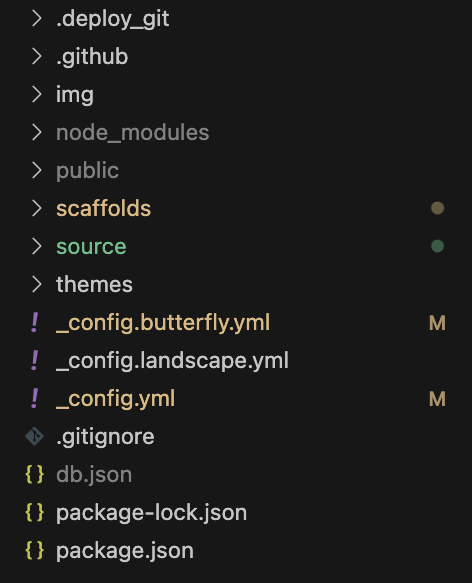 .deploy_git
.github
img
node_modules
public
scaffolds
source
themes
! _config.butterfly.yml M
! _config.landscape.yml
! _config.yml M
.gitignore
{} db.json
{} package-lock.json
{} package.json